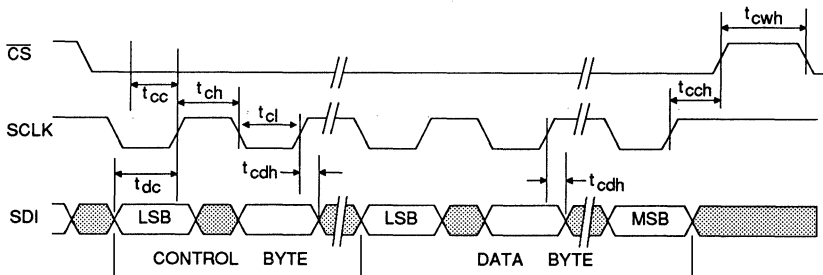 t_cwh
CS
t_cc
t_ch
t_cl
t_cch
SCLK
t_cdh
t_dc
t_cdh
SDI
LSB
LSB
MSB
CONTROL BYTE
DATA BYTE